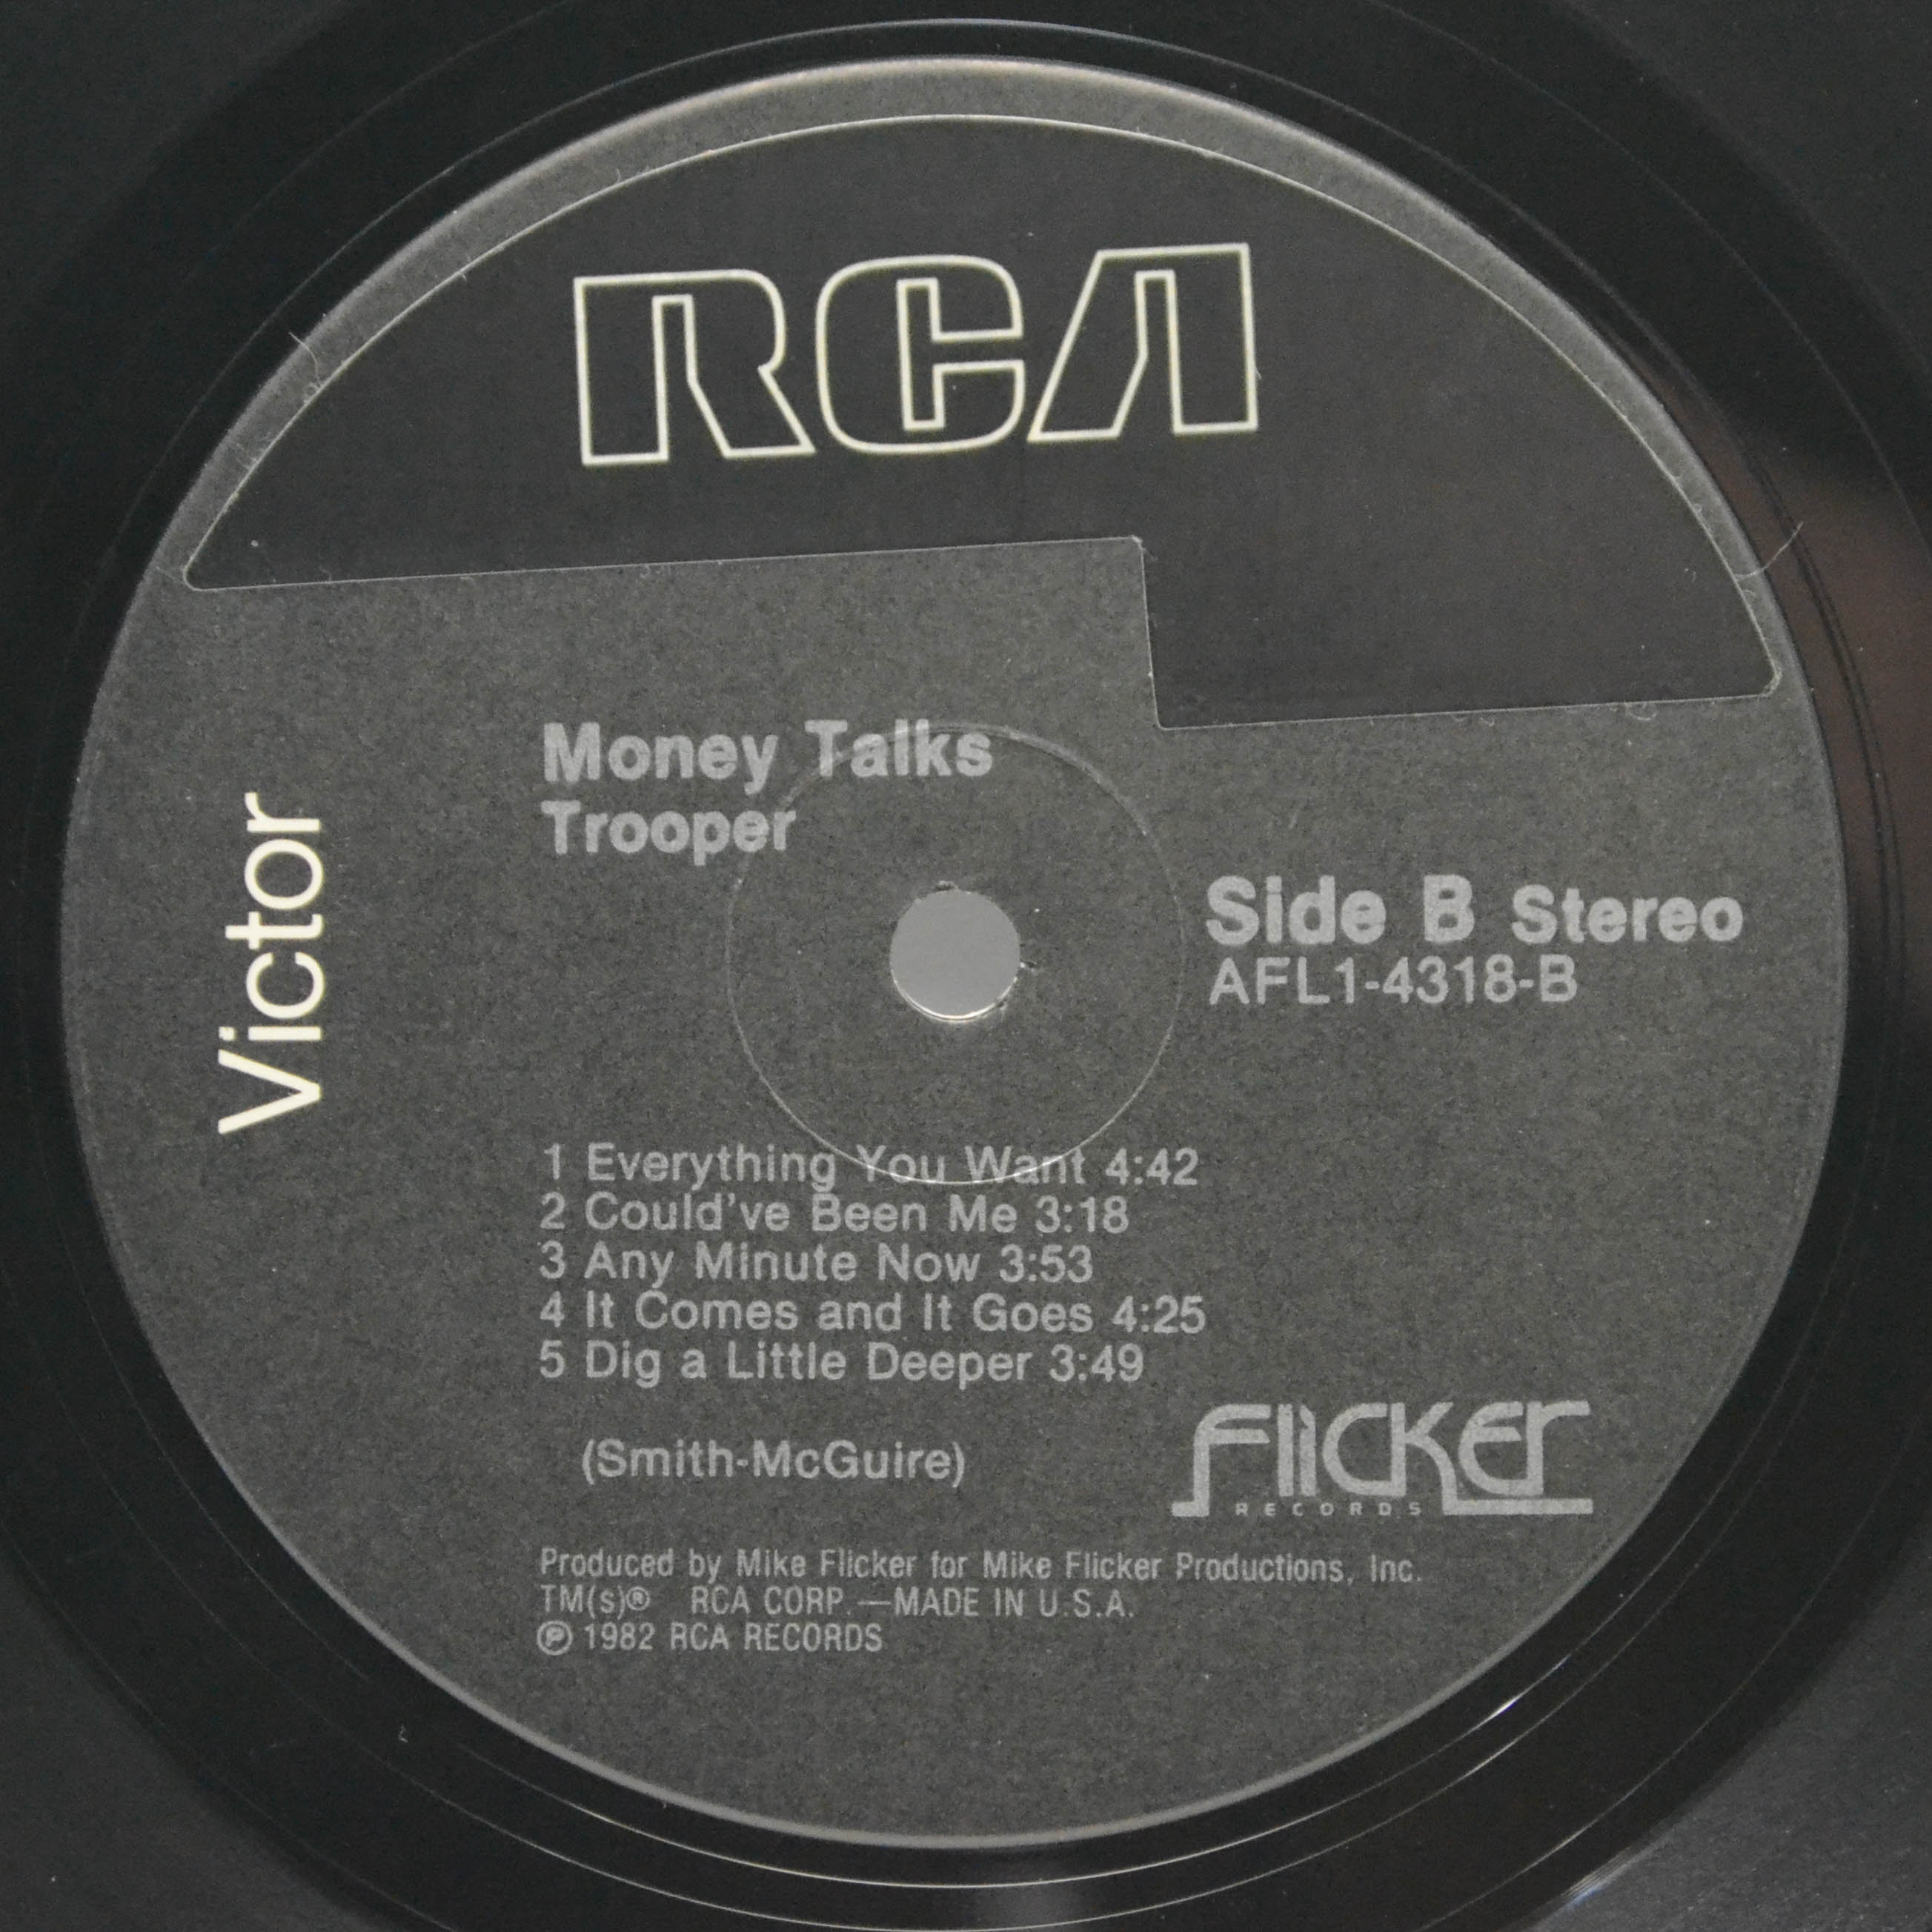 RCA
Victor
Money Talks
Trooper
Side B Stereo
AFL1-4318-B
1 Everything You Want 4:42
2 Could've Been Me 3:18
3 Any Minute Now 3:53
4 It Comes and It Goes 4:25
5 Dig a Little Deeper 3:49
(Smith-McGuire)
Flicker
RECORDS
Produced by Mike Flicker for Mike Flicker Productions, Inc.
TM(s)® RCA CORP.—MADE IN U.S.A.
℗ 1982 RCA RECORDS